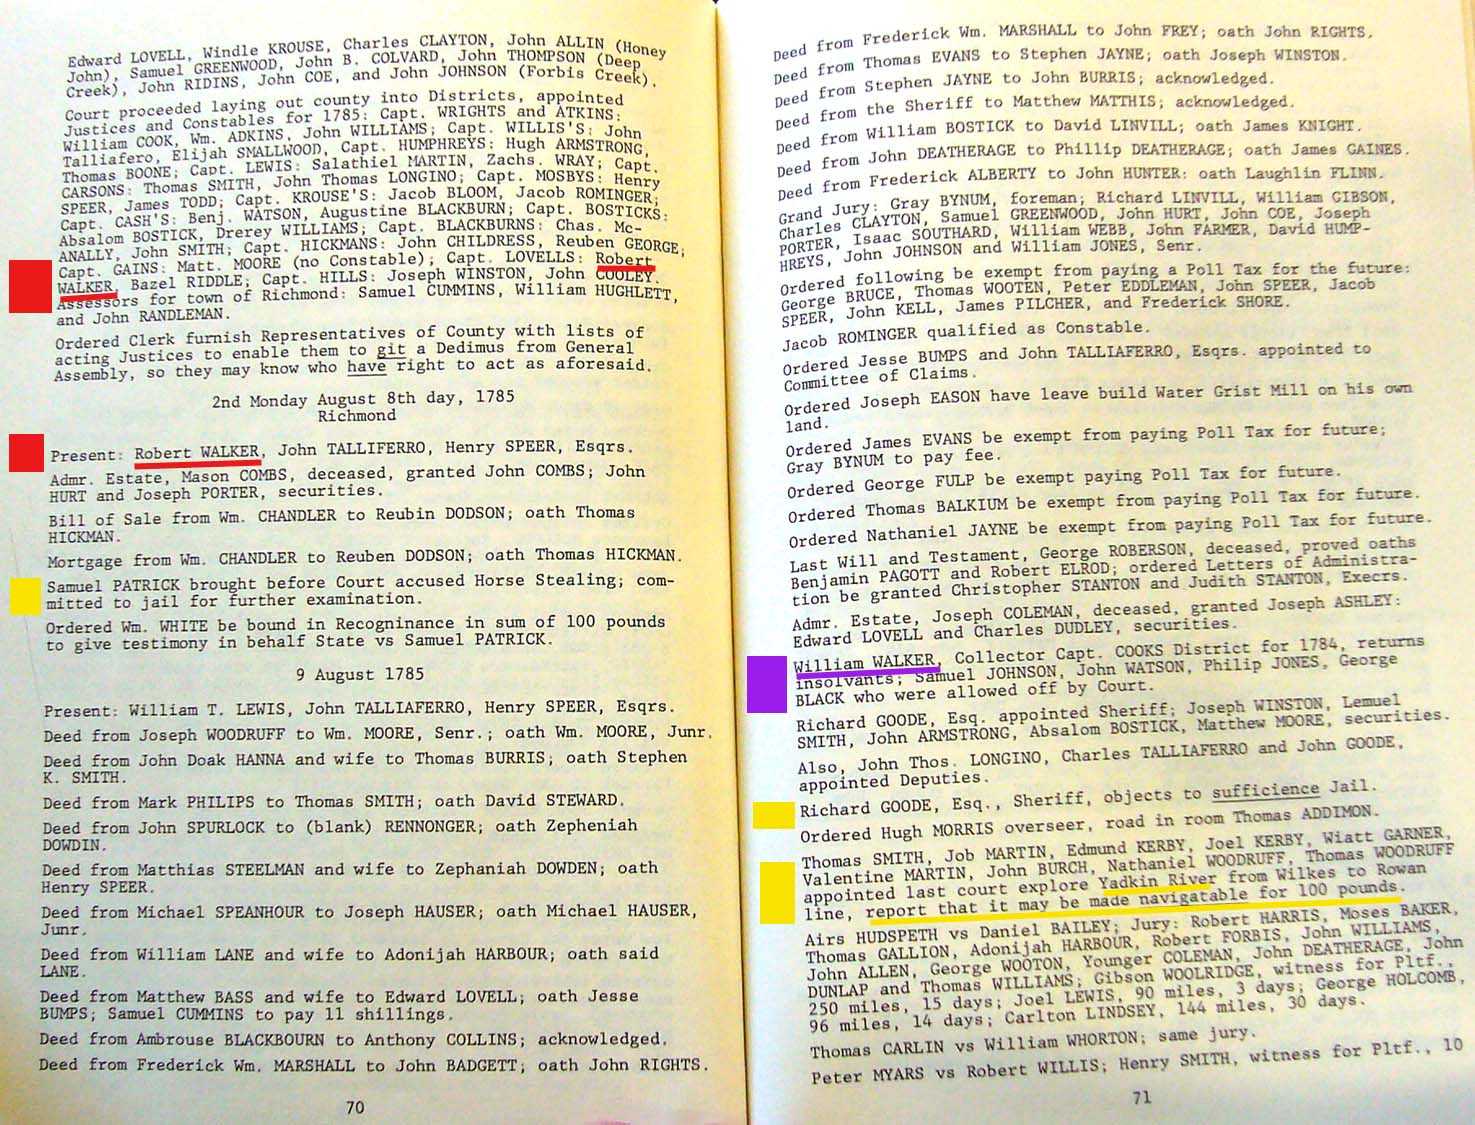 Edward LOVELL, Windle KROUSE, Charles CLAYTON, John ALLIN (Honey
John), Samuel GREENWOOD, John B. COLVARD, John THOMPSON (Deep
Creek), John RIDINS, John COE, and John JOHNSON (Forbis Creek).
Court proceeded laying out county into Districts, appointed
Justices and Constables for 1785: Capt. WRIGHTS and ATKINS:
William COOK, Wm. ADKINS, John WILLIAMS; Capt. WILLIS'S: John
Talliafero, Elijah SMALLWOOD, Capt. HUMPHREYS: Hugh ARMSTRONG,
Thomas BOONE; Capt. LEWIS: Salathiel MARTIN, Zachs. WRAY; Capt.
CARSONS: Thomas SMITH, John Thomas LONGINO; Capt. MOSBYS: Henry
SPEER, James TODD; Capt. KROUSE'S: Jacob BLOOM, Jacob ROMINGER;
Capt. CASH'S: Benj. WATSON, Augustine BLACKBURN; Capt. BOSTICKS:
Absalom BOSTICK, Drerey WILLIAMS; Capt. BLACKBURNS: Chas. Mc-
ANALLY, John SMITH; Capt. HICKMANS: John CHILDRESS, Reuben GEORGE;
Capt. GAINS: Matt. MOORE (no Constable); Capt. LOVELLS: Robert
WALKER, Bazel RIDDLE; Capt. HILLS: Joseph WINSTON, John COOLEY.
Assessors for town of Richmond: Samuel CUMMINS, William HUGHLETT,
and John RANDLEMAN.
Ordered Clerk furnish Representatives of County with lists of
acting Justices to enable them to git a Dedimus from General
Assembly, so they may know who have right to act as aforesaid.
2nd Monday August 8th day, 1785
Richmond
Present: Robert WALKER, John TALLIFERRO, Henry SPEER, Esqrs.
Admr. Estate, Mason COMBS, deceased, granted John COMBS; John
HURT and Joseph PORTER, securities.
Bill of Sale from Wm. CHANDLER to Reubin DODSON; oath Thomas
HICKMAN.
Mortgage from Wm. CHANDLER to Reuben DODSON; oath Thomas HICKMAN.
Samuel PATRICK brought before Court accused Horse Stealing; com-
mitted to jail for further examination.
Ordered Wm. WHITE be bound in Recogninance in sum of 100 pounds
to give testimony in behalf State vs Samuel PATRICK.
9 August 1785
Present: William T. LEWIS, John TALLIAFERRO, Henry SPEER, Esqrs.
Deed from Joseph WOODRUFF to Wm. MOORE, Senr.; oath Wm. MOORE, Junr.
Deed from John Doak HANNA and wife to Thomas BURRIS; oath Stephen
K. SMITH.
Deed from Mark PHILIPS to Thomas SMITH; oath David STEWARD.
Deed from John SPURLOCK to (blank) RENNONGER; oath Zepheniah
DOWDIN.
Deed from Matthias STEELMAN and wife to Zephaniah DOWDEN; oath
Henry SPEER.
Deed from Michael SPEANHOUR to Joseph HAUSER; oath Michael HAUSER,
Junr.
Deed from William LANE and wife to Adonijah HARBOUR; oath said
LANE.
Deed from Matthew BASS and wife to Edward LOVELL; oath Jesse
BUMPS; Samuel CUMMINS to pay 11 shillings.
Deed from Ambrouse BLACKBOURN to Anthony COLLINS; acknowledged.
Deed from Frederick Wm. MARSHALL to John BADGETT; oath John RIGHTS.
70
Deed from Frederick Wm. MARSHALL to John FREY; oath John RIGHTS.
Deed from Thomas EVANS to Stephen JAYNE; oath Joseph WINSTON.
Deed from Stephen JAYNE to John BURRIS; acknowledged.
Deed from the Sheriff to Matthew MATTHIS; acknowledged.
Deed from William BOSTICK to David LINVILL; oath James KNIGHT.
Deed from John DEATHERAGE to Phillip DEATHERAGE; oath James GAINES.
Deed from Frederick ALBERTY to John HUNTER: oath Laughlin FLINN.
Grand Jury: Gray BYNUM, foreman; Richard LINVILL, William GIBSON,
Charles CLAYTON, Samuel GREENWOOD, John HURT, John COE, Joseph
PORTER, Isaac SOUTHARD, William WEBB, John FARMER, David HUMP-
HREYS, John JOHNSON and William JONES, Senr.
Ordered following be exempt from paying a Poll Tax for the future:
George BRUCE, Thomas WOOTEN, Peter EDDLEMAN, John SPEER, Jacob
SPEER, John KELL, James PILCHER, and Frederick SHORE.
Jacob ROMINGER qualified as Constable.
Ordered Jesse BUMPS and John TALLIAFERRO, Esqrs. appointed to
Committee of Claims.
Ordered Joseph EASON have leave build Water Grist Mill on his own
land.
Ordered James EVANS be exempt from paying Poll Tax for future;
Gray BYNUM to pay fee.
Ordered George FULP be exempt paying Poll Tax for future.
Ordered Thomas BALKIUM be exempt from paying Poll Tax for future.
Ordered Nathaniel JAYNE be exempt from paying Poll Tax for future.
Last Will and Testament, George ROBERSON, deceased, proved oaths
Benjamin PAGOTT and Robert ELROD; ordered Letters of Administra-
tion be granted Christopher STANTON and Judith STANTON, Execrs.
Admr. Estate, Joseph COLEMAN, deceased, granted Joseph ASHLEY:
Edward LOVELL and Charles DUDLEY, securities.
William WALKER, Collector Capt. COOKS District for 1784, returns
insolvants; Samuel JOHNSON, John WATSON, Philip JONES, George
BLACK who were allowed off by Court.
Richard GOODE, Esq. appointed Sheriff; Joseph WINSTON, Lemuel
SMITH, John ARMSTRONG, Absalom BOSTICK, Matthew MOORE, securities.
Also, John Thos. LONGINO, Charles TALLIAFERRO and John GOODE,
appointed Deputies.
Richard GOODE, Esq., Sheriff, objects to sufficience Jail.
Ordered Hugh MORRIS overseer, road in room Thomas ADDIMON.
Thomas SMITH, Job MARTIN, Edmund KERBY, Joel KERBY, Wiatt GARNER,
Valentine MARTIN, John BURCH, Nathaniel WOODRUFF, Thomas WOODRUFF
appointed last court explore Yadkin River from Wilkes to Rowan
line, report that it may be made navigatable for 100 pounds.
Airs HUDSPETH vs Daniel BAILEY; Jury: Robert HARRIS, Moses BAKER,
Thomas GALLION, Adonijah HARBOUR, Robert FORBIS, John WILLIAMS,
John ALLEN, George WOOTON, Younger COLEMAN, John DEATHERAGE, John
DUNLAP and Thomas WILLIAMS; Gibson WOOLRIDGE, witness for Pltf.,
250 miles, 15 days; Joel LEWIS, 90 miles, 3 days; George HOLCOMB,
96 miles, 14 days; Carlton LINDSEY, 144 miles, 30 days.
Thomas CARLIN vs William WHORTON; same jury.
Peter MYARS vs Robert WILLIS; Henry SMITH, witness for Pltf., 10
71